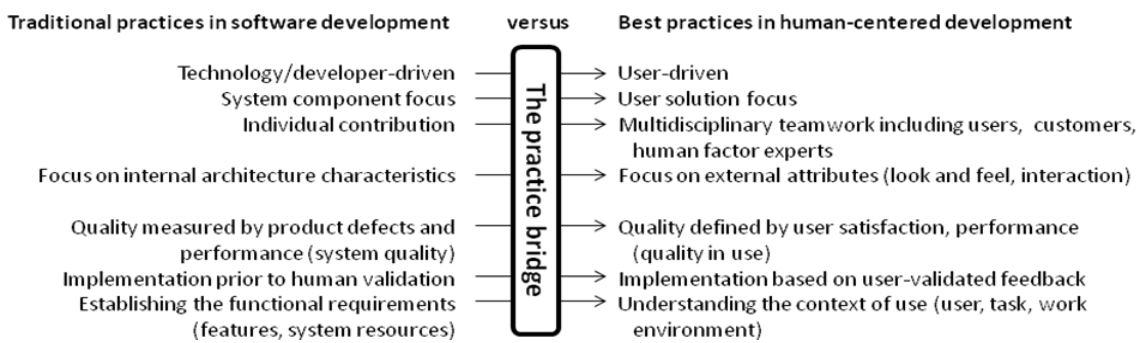 Traditional practices in software development versus Best practices in human-centered development
The practice bridge
Technology/developer-driven User-driven
System component focus User solution focus
Individual contribution Multidisciplinary teamwork including users, customers,
human factor experts
Focus on internal architecture characteristics Focus on external attributes (look and feel, interaction)
Quality measured by product defects and Quality defined by user satisfaction, performance
performance (system quality) (quality in use)
Implementation prior to human validation Implementation based on user-validated feedback
Establishing the functional requirements Understanding the context of use (user, task, work
(features, system resources) environment)